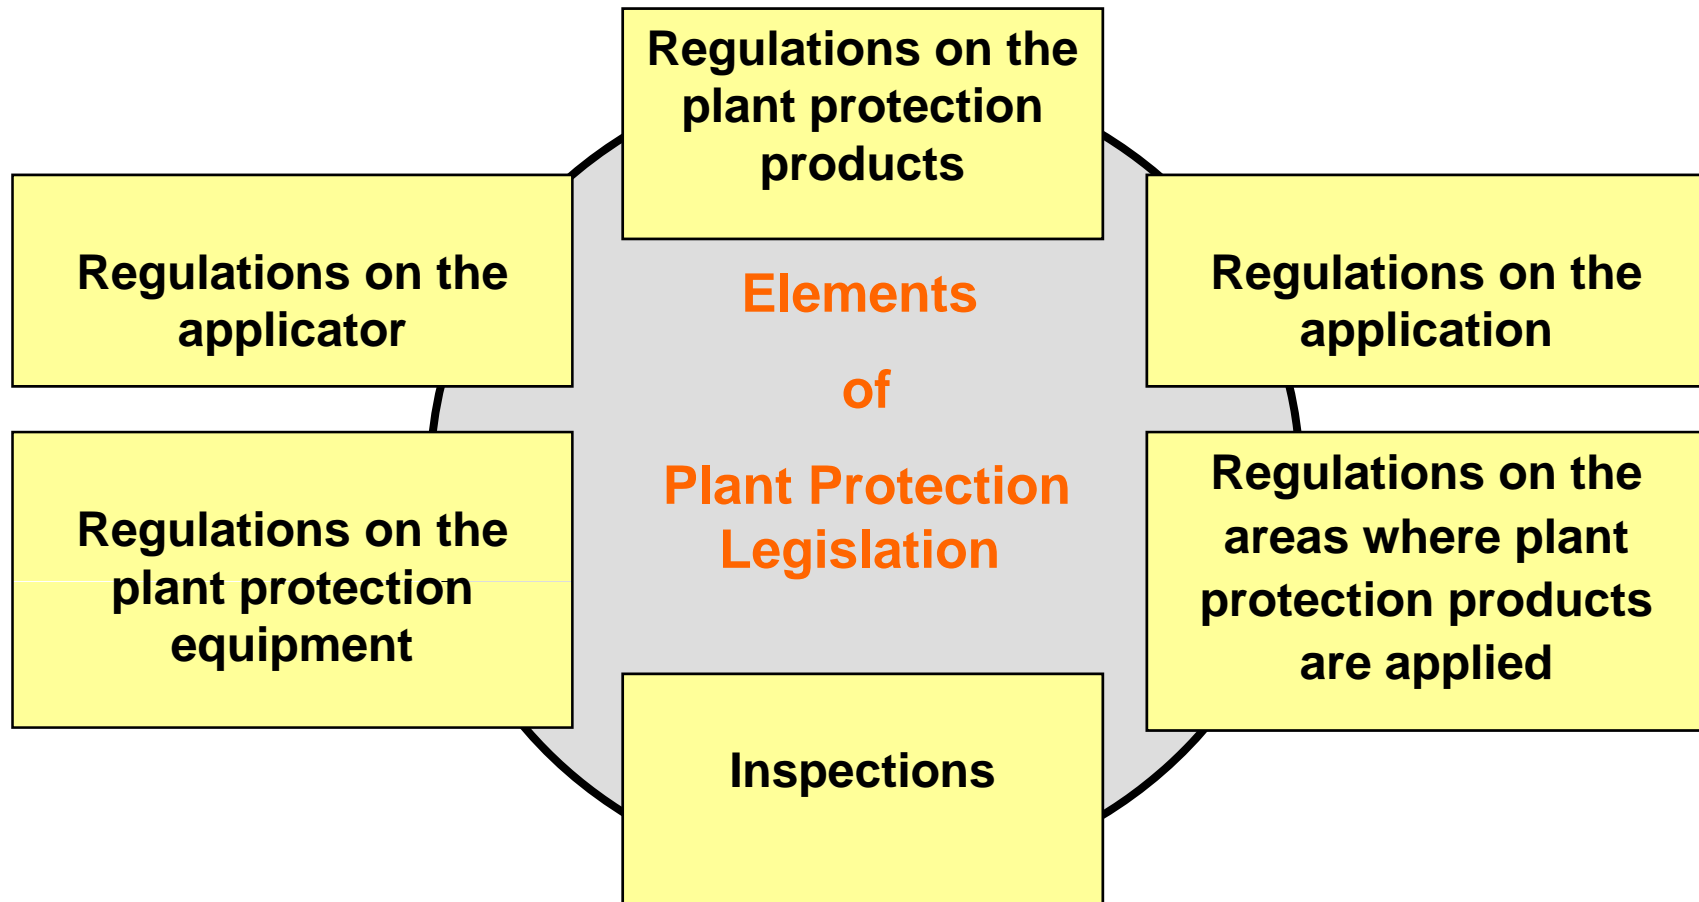 Regulations on the
plant protection
products
Regulations on the
applicator
Regulations on the
application
Elements
of
Plant Protection
Legislation
Regulations on the
plant protection
equipment
Regulations on the
areas where plant
protection products
are applied
Inspections